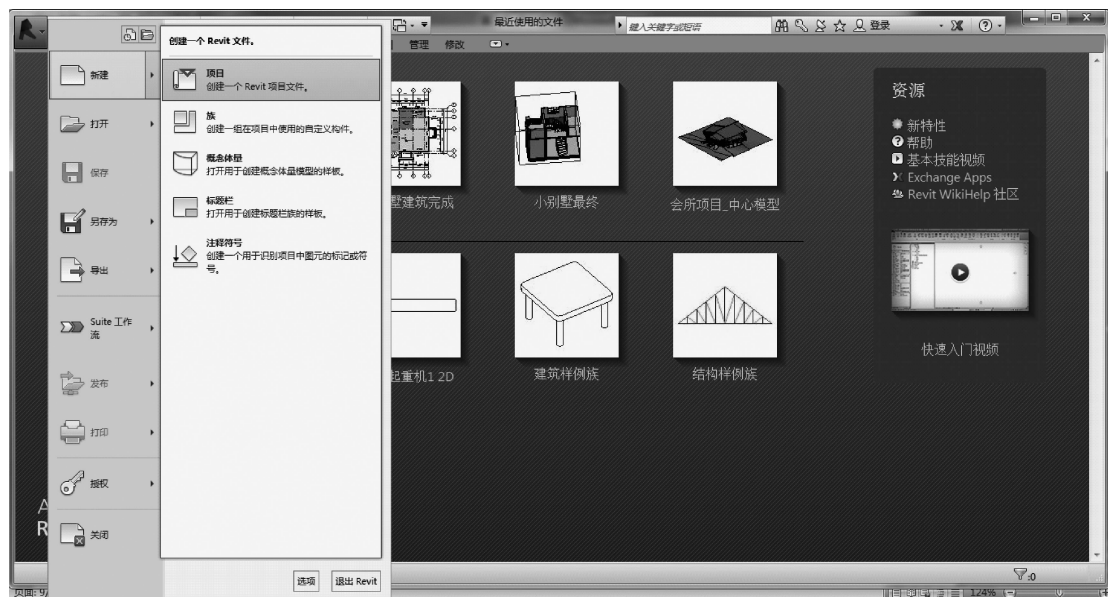 最近使用的文件
键入关键字或短语
登录
管理 修改
创建一个 Revit 文件。
新建
项目
创建一个 Revit 项目文件。
族
创建一组在项目中使用的自定义构件。
概念体量
打开用于创建概念体量模型的样板。
标题栏
打开用于创建标题栏族的样板。
注释符号
创建一个用于识别项目中图元的标记或符
号。
打开
保存
另存为
导出
Suite 工作
流
发布
打印
授权
关闭
选项
退出 Revit
墅建筑完成
小别墅最终
会所项目_中心模型
起重机1 2D
建筑样例族
结构样例族
资源
新特性
帮助
基本技能视频
Exchange Apps
Revit WikiHelp 社区
快速入门视频
A
R
:0
页面: 9/
124%